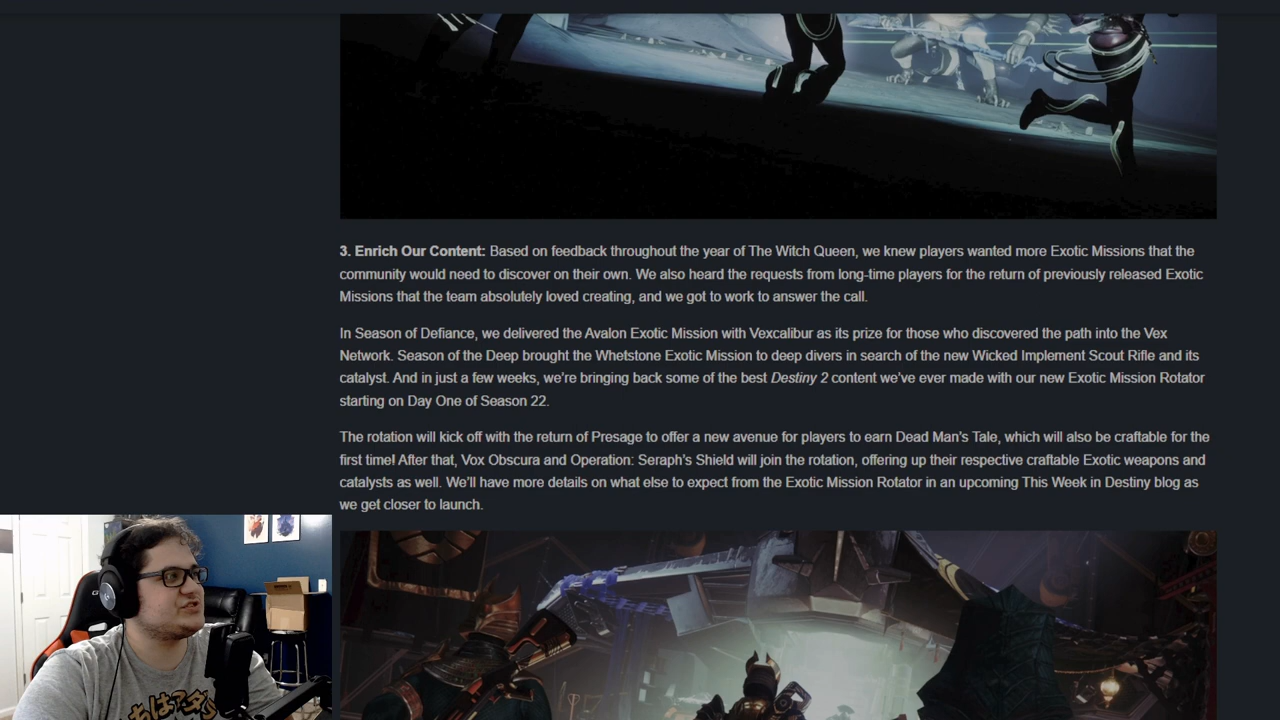 3. Enrich Our Content: Based on feedback throughout the year of The Witch Queen, we knew players wanted more Exotic Missions that the
community would need to discover on their own. We also heard the requests from long-time players for the return of previously released Exotic
Missions that the team absolutely loved creating, and we got to work to answer the call.
In Season of Defiance, we delivered the Avalon Exotic Mission with Vexcalibur as its prize for those who discovered the path into the Vex
Network. Season of the Deep brought the Whetstone Exotic Mission to deep divers in search of the new Wicked Implement Scout Rifle and its
catalyst. And in just a few weeks, we’re bringing back some of the best Destiny 2 content we’ve ever made with our new Exotic Mission Rotator
starting on Day One of Season 22.
The rotation will kick off with the return of Presage to offer a new avenue for players to earn Dead Man’s Tale, which will also be craftable for the
first time! After that, Vox Obscura and Operation: Seraph’s Shield will join the rotation, offering up their respective craftable Exotic weapons and
catalysts as well. We’ll have more details on what else to expect from the Exotic Mission Rotator in an upcoming This Week in Destiny blog as
we get closer to launch.